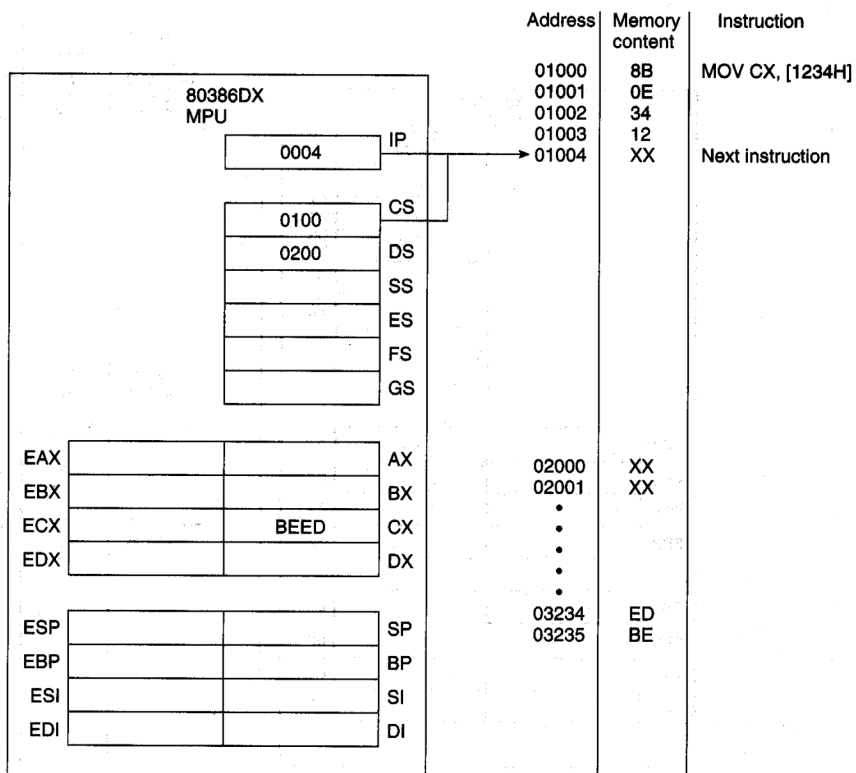 Address Memory content Instruction
01000 8B MOV CX, [1234H]
01001 0E
01002 34
01003 12
01004 XX Next instruction
80386DX
MPU
0004 IP
0100 CS
0200 DS
SS
ES
FS
GS
EAX AX
EBX BX
ECX BEED CX
EDX DX
02000 XX
02001 XX
03234 ED
03235 BE
ESP SP
EBP BP
ESI SI
EDI DI